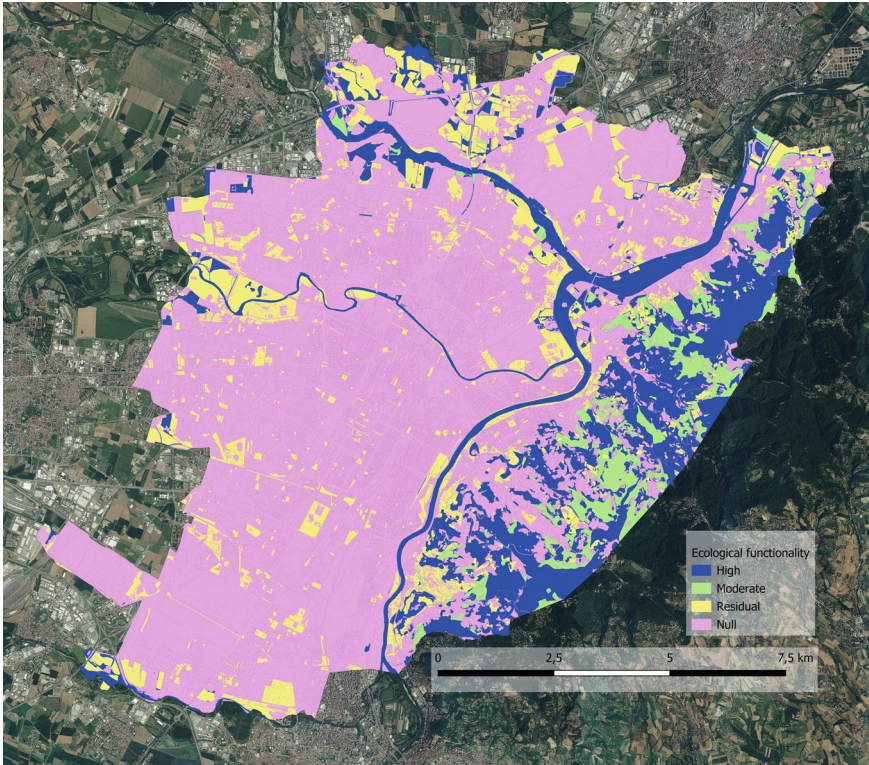 Ecological functionality
High
Moderate
Residual
Null
0 2,5 5 7,5 km